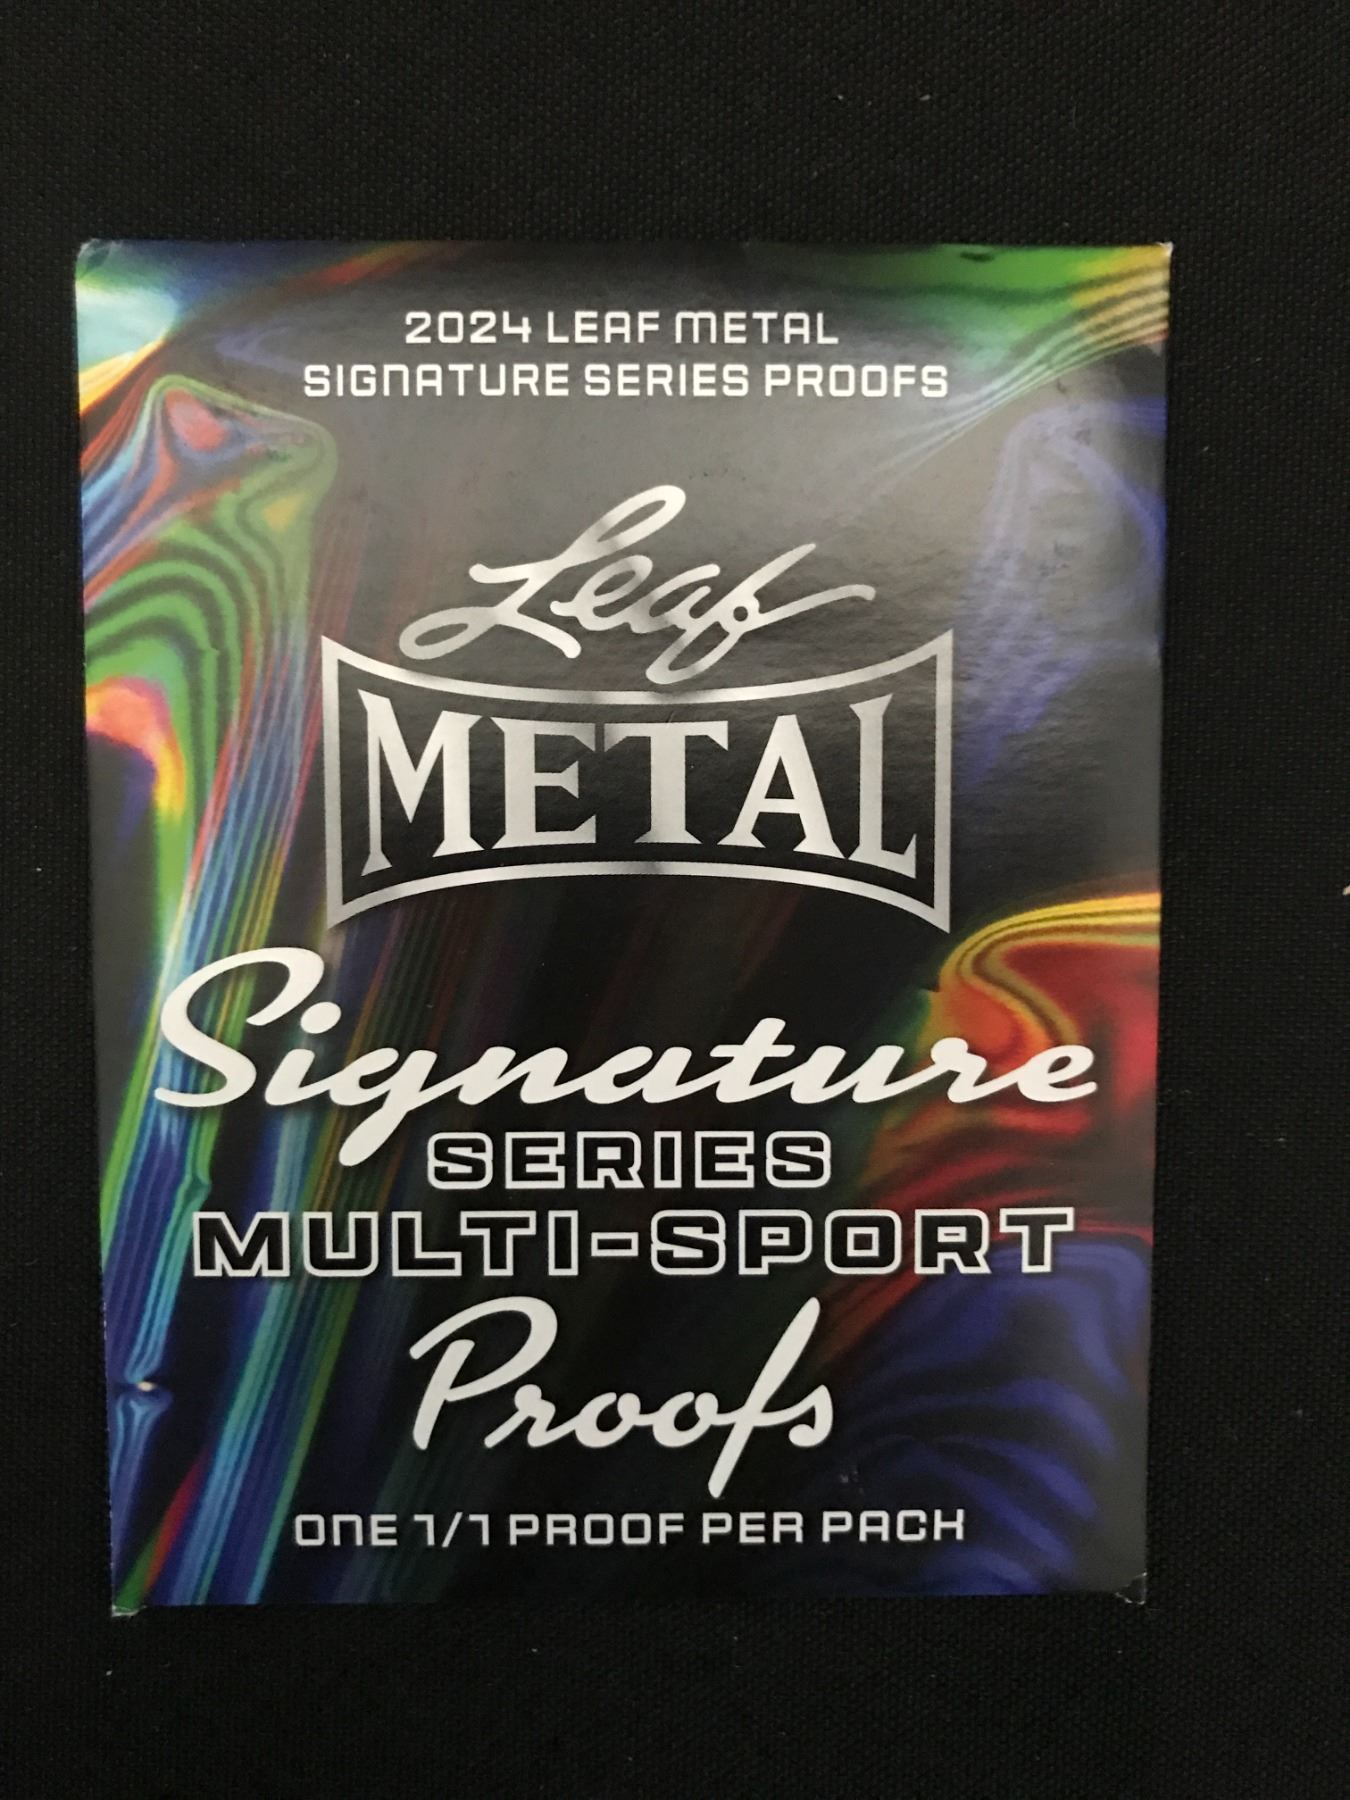 2024 LEAF METAL
SIGNATURE SERIES PROOFS
Leaf
METAL
Signature
SERIES
MULTI-SPORT
Proofs
ONE 1/1 PROOF PER PACK